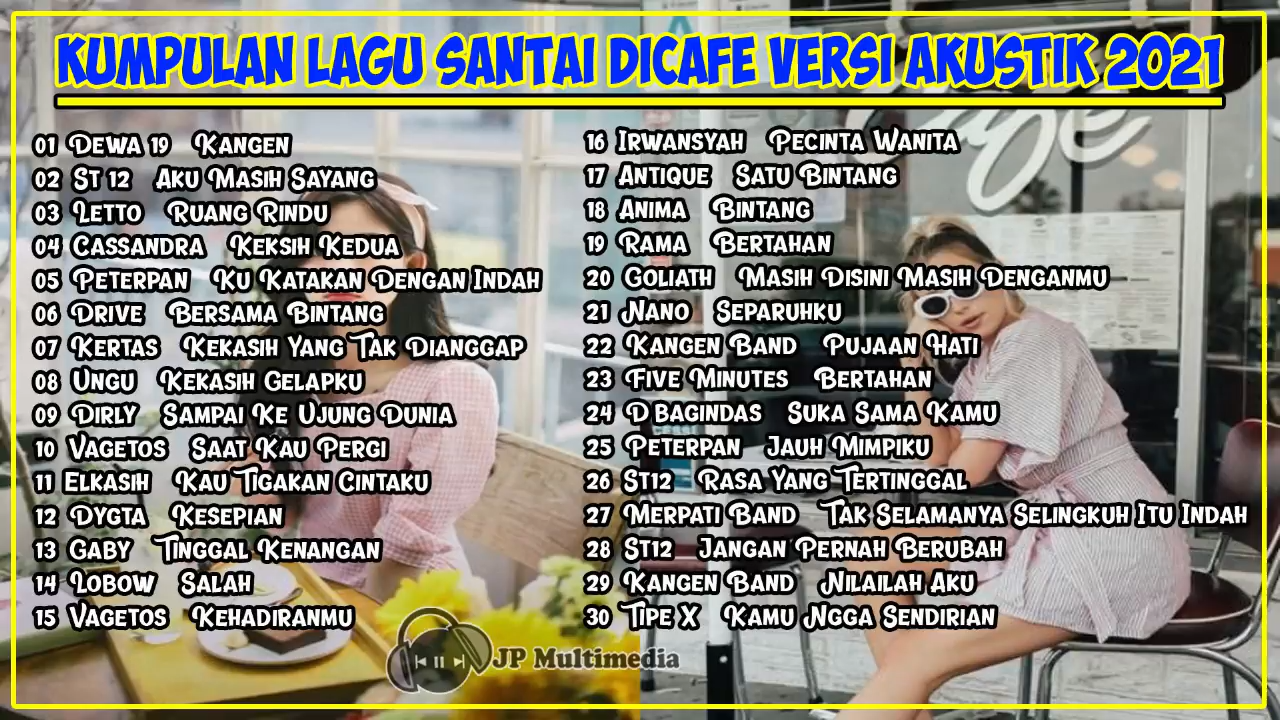 KUMPULAN LAGU SANTAI DICAFE VERSI AKUSTIK 2021
01 DEWA 19 KANGEN
02 ST 12 AKU MASIH SAYANG
03 LETTO RUANG RINDU
04 CASSANDRA KEKSIH KEDUA
05 PETERPAN KU KATAKAN DENGAN INDAH
06 DRIVE BERSAMA BINTANG
07 KERTAS KEKASIH YANG TAK DIANGGAP
08 UNGU KEKASIH GELAPKU
09 DIRLY SAMPAI KE UJUNG DUNIA
10 VAGETOS SAAT KAU PERGI
11 ELKASIH KAU TIGAKAN CINTAKU
12 DYGTA KESEPIAN
13 GABY TINGGAL KENANGAN
14 LOBOW SALAH
15 VAGETOS KEHADIRANMU
16 IRWANSYAH PECINTA WANITA
17 ANTIQUE SATU BINTANG
18 ANIMA BINTANG
19 RAMA BERTAHAN
20 GOLIATH MASIH DISINI MASIH DENGANMU
21 NANO SEPARUHKU
22 KANGEN BAND PUJAAN HATI
23 FIVE MINUTES BERTAHAN
24 D BAGINDAS SUKA SAMA KAMU
25 PETERPAN JAUH MIMPIKU
26 ST12 RASA YANG TERTINGGAL
27 MERPATI BAND TAK SELAMANYA SELINGKUH ITU INDAH
28 ST12 JANGAN PERNAH BERUBAH
29 KANGEN BAND NILAILAH AKU
30 TIPE X KAMU NGGA SENDIRIAN
JP Multimedia